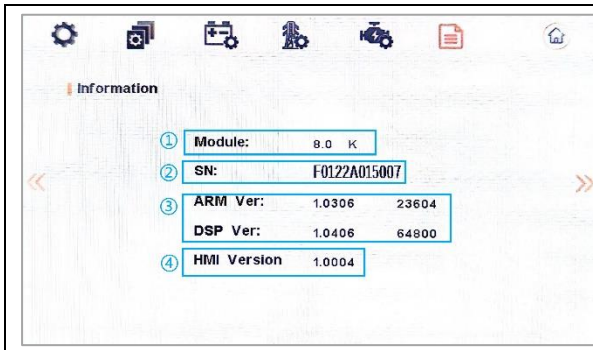 Information
① Module: 8.0 K
② SN: F0122A015007
③ ARM Ver: 1.0306 23604
DSP Ver: 1.0406 64800
④ HMI Version 1.0004